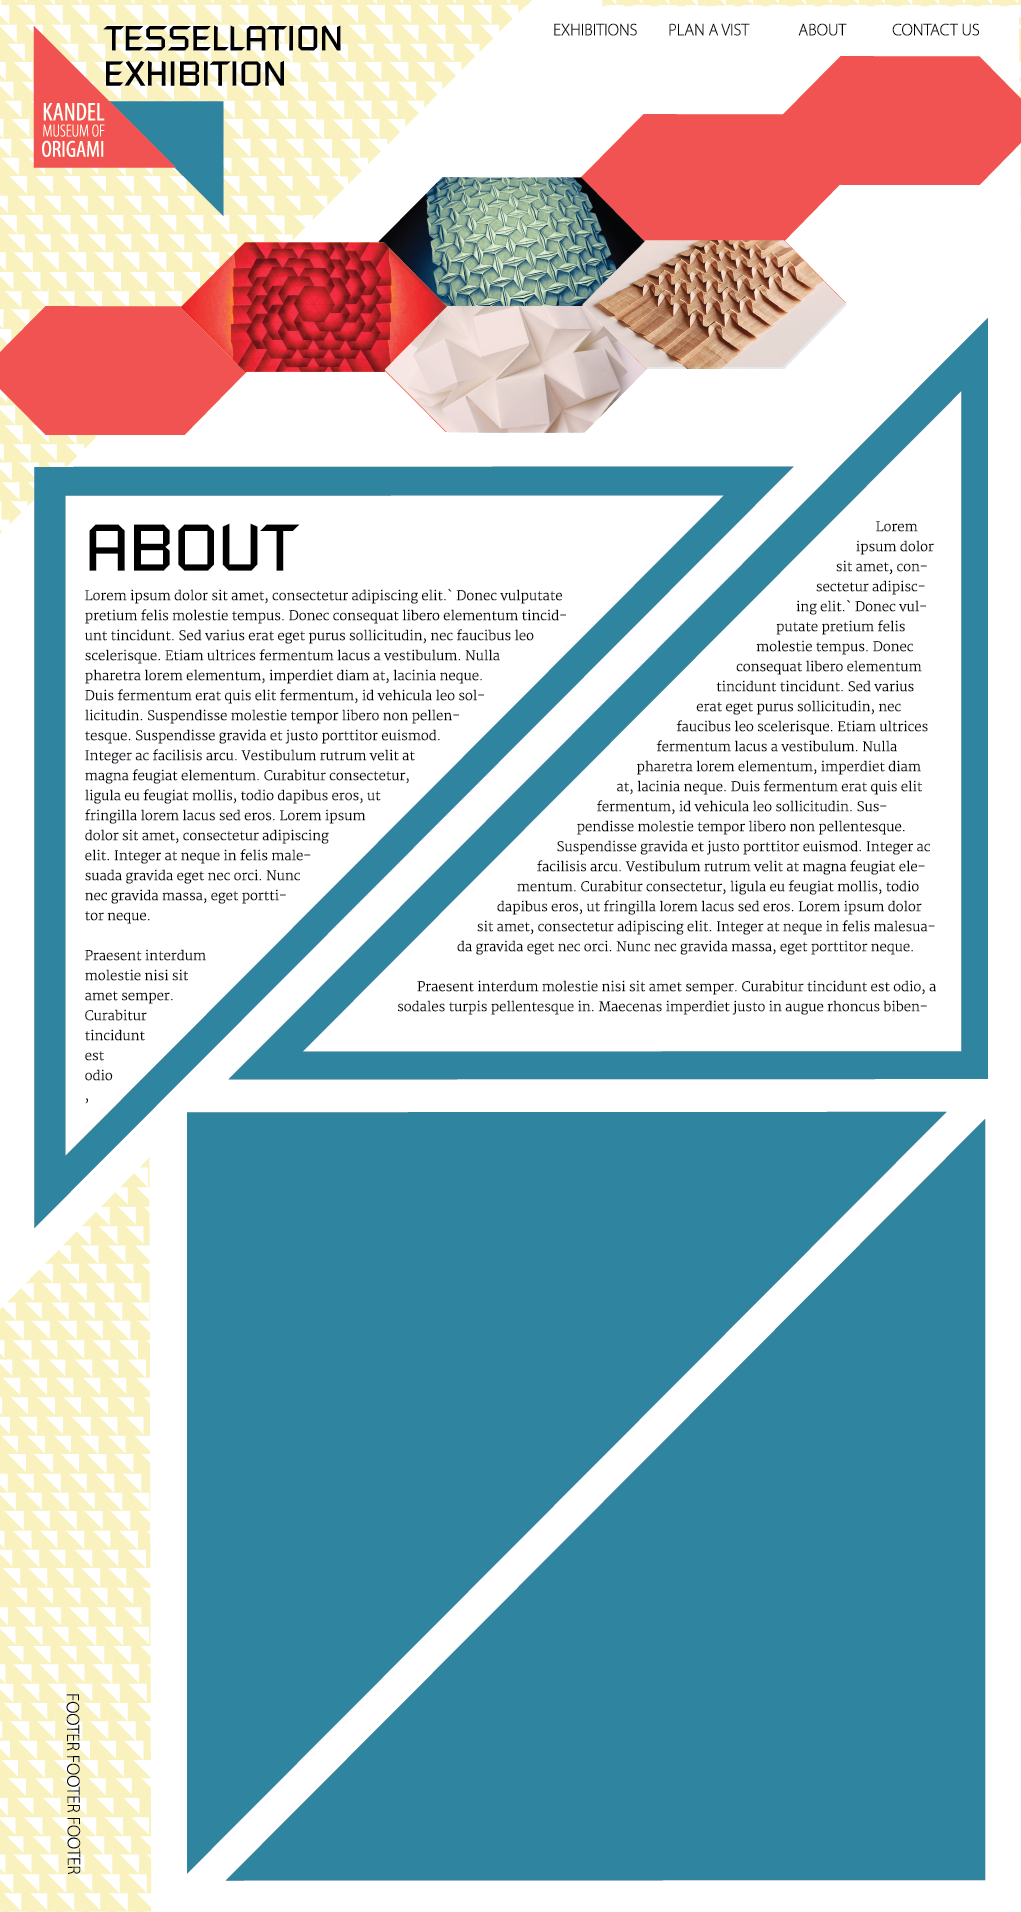 TESSELLATION
EXHIBITION
EXHIBITIONS PLAN A VIST ABOUT CONTACT US
KANDEL
MUSEUM OF
ORIGAMI
ABOUT
Lorem ipsum dolor sit amet, consectetur adipiscing elit.` Donec vulputate
pretium felis molestie tempus. Donec consequat libero elementum tincid-
unt tincidunt. Sed varius erat eget purus sollicitudin, nec faucibus leo
scelerisque. Etiam ultrices fermentum lacus a vestibulum. Nulla
pharetra lorem elementum, imperdiet diam at, lacinia neque.
Duis fermentum erat quis elit fermentum, id vehicula leo sol-
licitudin. Suspendisse molestie tempor libero non pellen-
tesque. Suspendisse gravida et justo porttitor euismod.
Integer ac facilisis arcu. Vestibulum rutrum velit at
magna feugiat elementum. Curabitur consectetur,
ligula eu feugiat mollis, todio dapibus eros, ut
fringilla lorem lacus sed eros. Lorem ipsum
dolor sit amet, consectetur adipiscing
elit. Integer at neque in felis male-
suada gravida eget nec orci. Nunc
nec gravida massa, eget portti-
tor neque.
Praesent interdum
molestie nisi sit
amet semper.
Curabitur
tincidunt
est
odio
,
Lorem
ipsum dolor
sit amet, con-
sectetur adipisc-
ing elit.` Donec vul-
putate pretium felis
molestie tempus. Donec
consequat libero elementum
tincidunt tincidunt. Sed varius
erat eget purus sollicitudin, nec
faucibus leo scelerisque. Etiam ultrices
fermentum lacus a vestibulum. Nulla
pharetra lorem elementum, imperdiet diam
at, lacinia neque. Duis fermentum erat quis elit
fermentum, id vehicula leo sollicitudin. Sus-
pendisse molestie tempor libero non pellentesque.
Suspendisse gravida et justo porttitor euismod. Integer ac
facilisis arcu. Vestibulum rutrum velit at magna feugiat ele-
mentum. Curabitur consectetur, ligula eu feugiat mollis, todio
dapibus eros, ut fringilla lorem lacus sed eros. Lorem ipsum dolor
sit amet, consectetur adipiscing elit. Integer at neque in felis malesua-
da gravida eget nec orci. Nunc nec gravida massa, eget porttitor neque.
Praesent interdum molestie nisi sit amet semper. Curabitur tincidunt est odio, a
sodales turpis pellentesque in. Maecenas imperdiet justo in augue rhoncus biben-
FOOTER FOOTER FOOTER